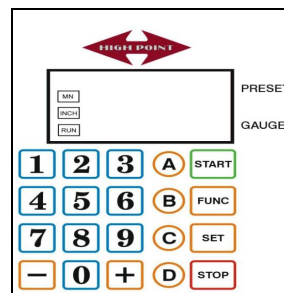 HIGH POINT
PRESET
MN
INCH
GAUGE
RUN
1 2 3 A START
4 5 6 B FUNC
7 8 9 C SET
- 0 + D STOP